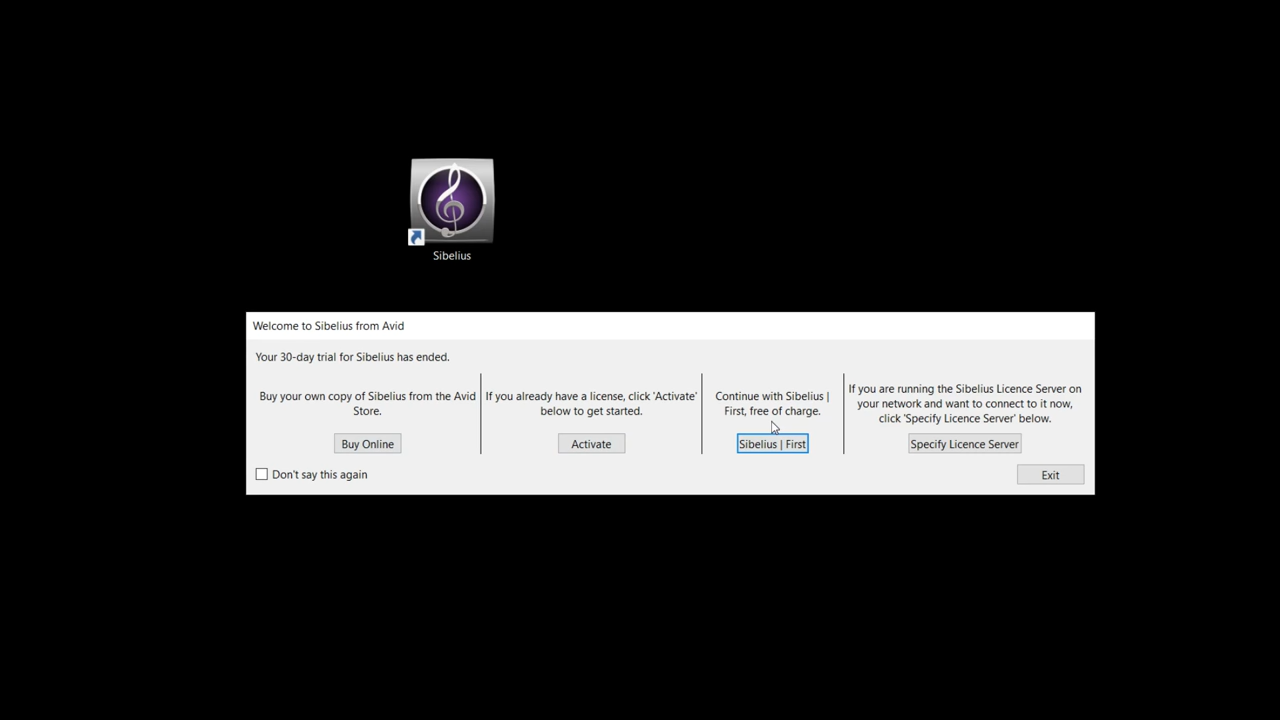 Sibelius
Welcome to Sibelius from Avid
Your 30-day trial for Sibelius has ended.
Buy your own copy of Sibelius from the Avid
Store.
Buy Online
If you already have a license, click 'Activate'
below to get started.
Activate
Continue with Sibelius |
First, free of charge.
Sibelius | First
If you are running the Sibelius Licence Server on
your network and want to connect to it now,
click 'Specify Licence Server' below.
Specify Licence Server
Don't say this again
Exit